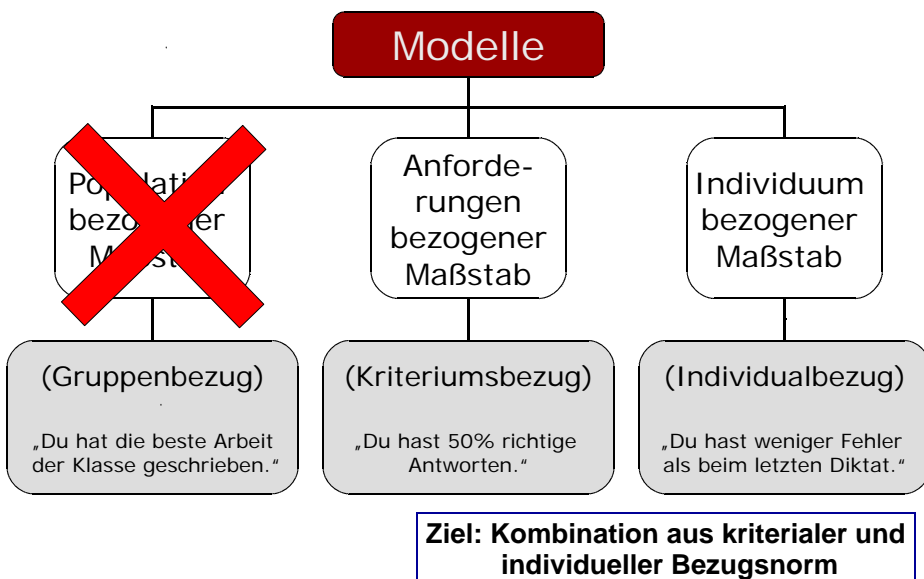 Modelle
bezogener
Anforde-
rungen
bezogener
Maßstab
Individuum
bezogener
Maßstab
(Gruppenbezug)
„Du hat die beste Arbeit
der Klasse geschrieben.“
(Kriteriumsbezug)
„Du hast 50% richtige
Antworten.“
(Individualbezug)
„Du hast weniger Fehler
als beim letzten Diktat.“
Ziel: Kombination aus kriterialer und
individueller Bezugsnorm